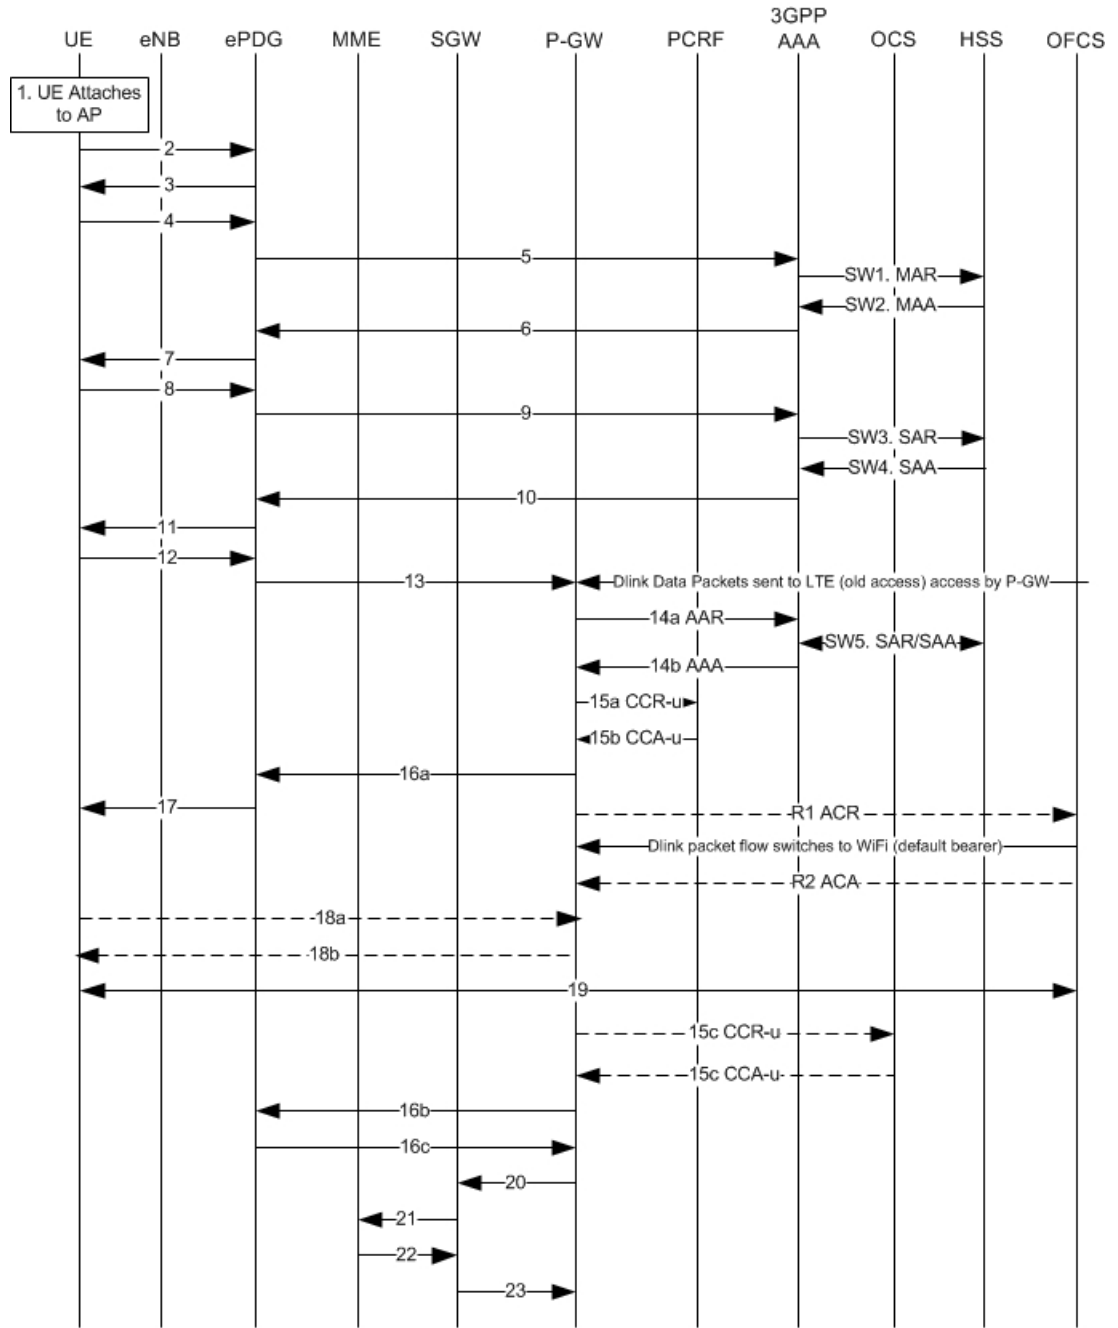 3GPP
UE eNB ePDG MME SGW P-GW PCRF AAA OCS HSS OFCS
1. UE Attaches
to AP
2
3
4
5
SW1. MAR
SW2. MAA
6
7
8
9
SW3. SAR
SW4. SAA
10
11
12
13 Dlink Data Packets sent to LTE (old access) access by P-GW
14a AAR
SW5. SAR/SAA
14b AAA
15a CCR-u
15b CCA-u
16a
17
R1 ACR
Dlink packet flow switches to WiFi (default bearer)
R2 ACA
18a
18b
19
15c CCR-u
15c CCA-u
16b
16c
20
21
22
23